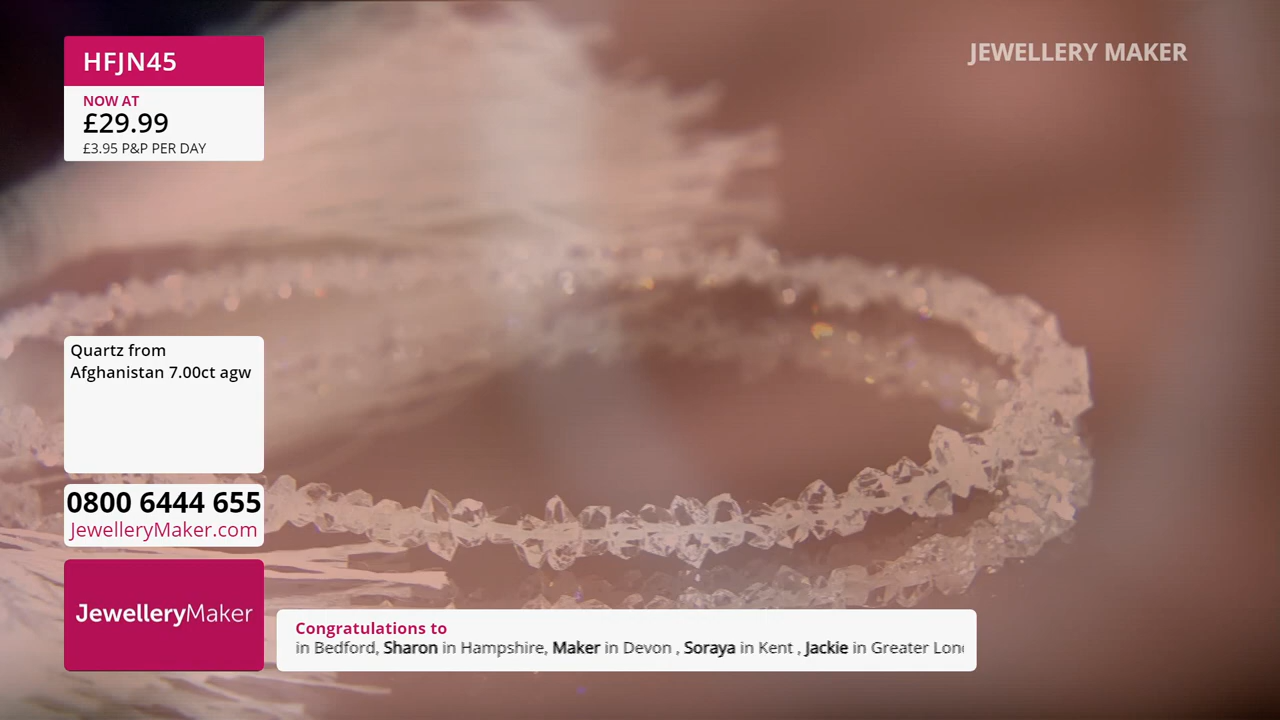 HFJN45
NOW AT
£29.99
£3.95 P&P PER DAY
JEWELLERY MAKER
Quartz from
Afghanistan 7.00ct agw
0800 6444 655
JewelleryMaker.com
JewelleryMaker
Congratulations to
in Bedford, Sharon in Hampshire, Maker in Devon , Soraya in Kent , Jackie in Greater Lon